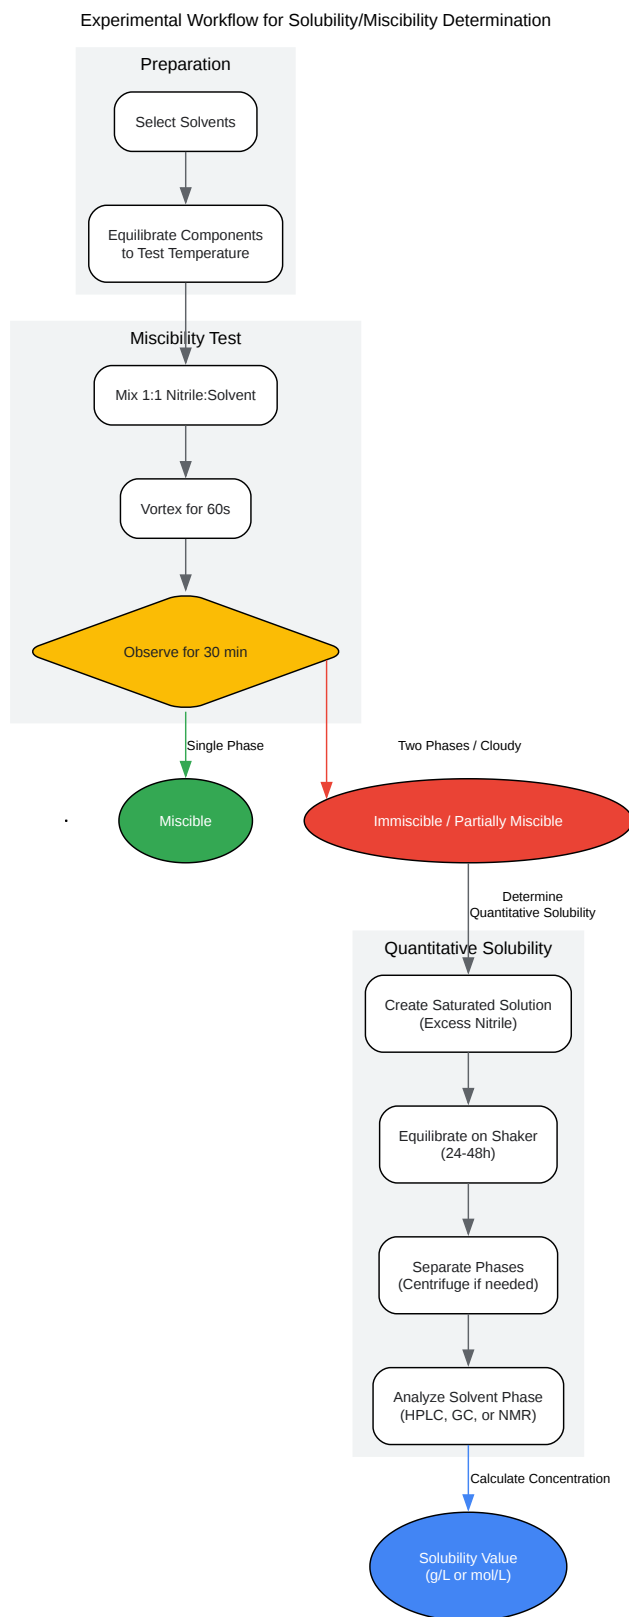 Experimental Workflow for Solubility/Miscibility Determination
Preparation
Select Solvents
Equilibrate Components
to Test Temperature
Miscibility Test
Mix 1:1 Nitrile:Solvent
Vortex for 60s
Observe for 30 min
Single Phase
Two Phases / Cloudy
.
Miscible
Immiscible / Partially Miscible
Determine
Quantitative Solubility
Quantitative Solubility
Create Saturated Solution
(Excess Nitrile)
Equilibrate on Shaker
(24-48h)
Separate Phases
(Centrifuge if needed)
Analyze Solvent Phase
(HPLC, GC, or NMR)
Calculate Concentration
Solubility Value
(g/L or mol/L)